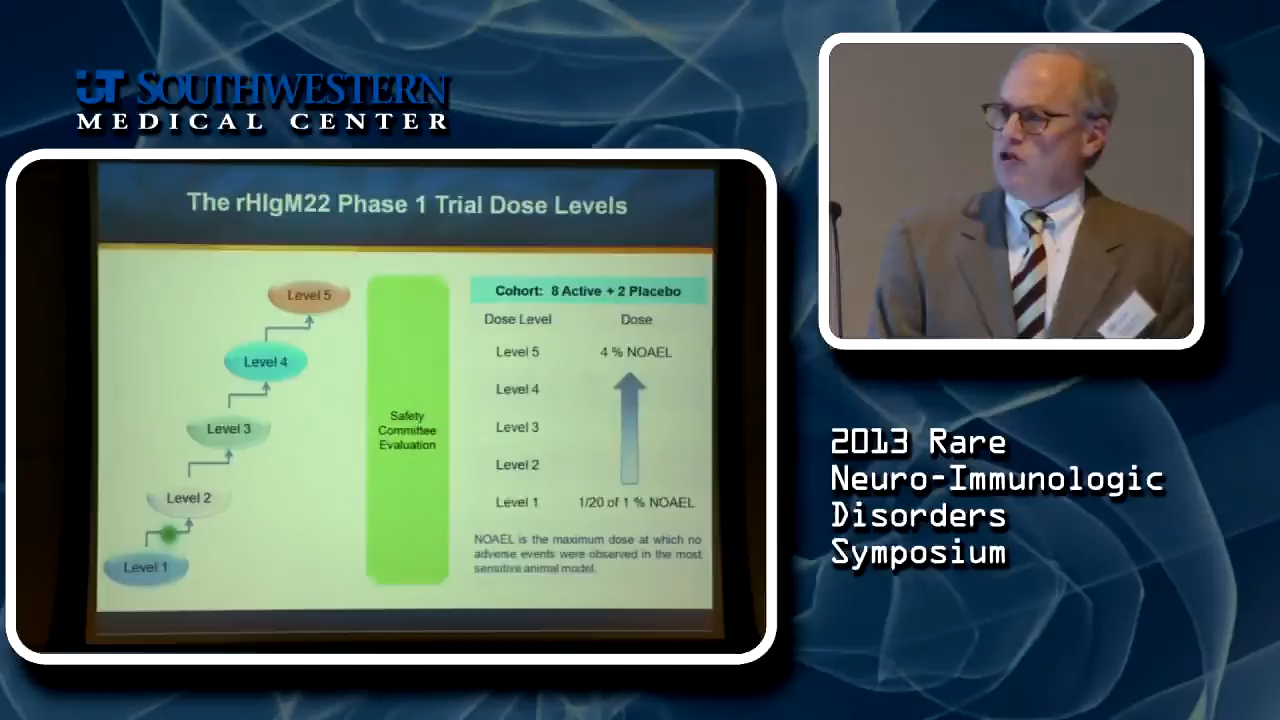 UT SOUTHWESTERN
MEDICAL CENTER
The rHIgM22 Phase 1 Trial Dose Levels
Level 5
Level 4
Level 3
Level 2
Level 1
Safety
Committee
Evaluation
Cohort: 8 Active + 2 Placebo
Dose Level Dose
Level 5 4 % NOAEL
Level 4
Level 3
Level 2
Level 1 1/20 of 1 % NOAEL
NOAEL is the maximum dose at which no
adverse events were observed in the most
sensitive animal model.
2013 Rare
Neuro-Immunologic
Disorders
Symposium